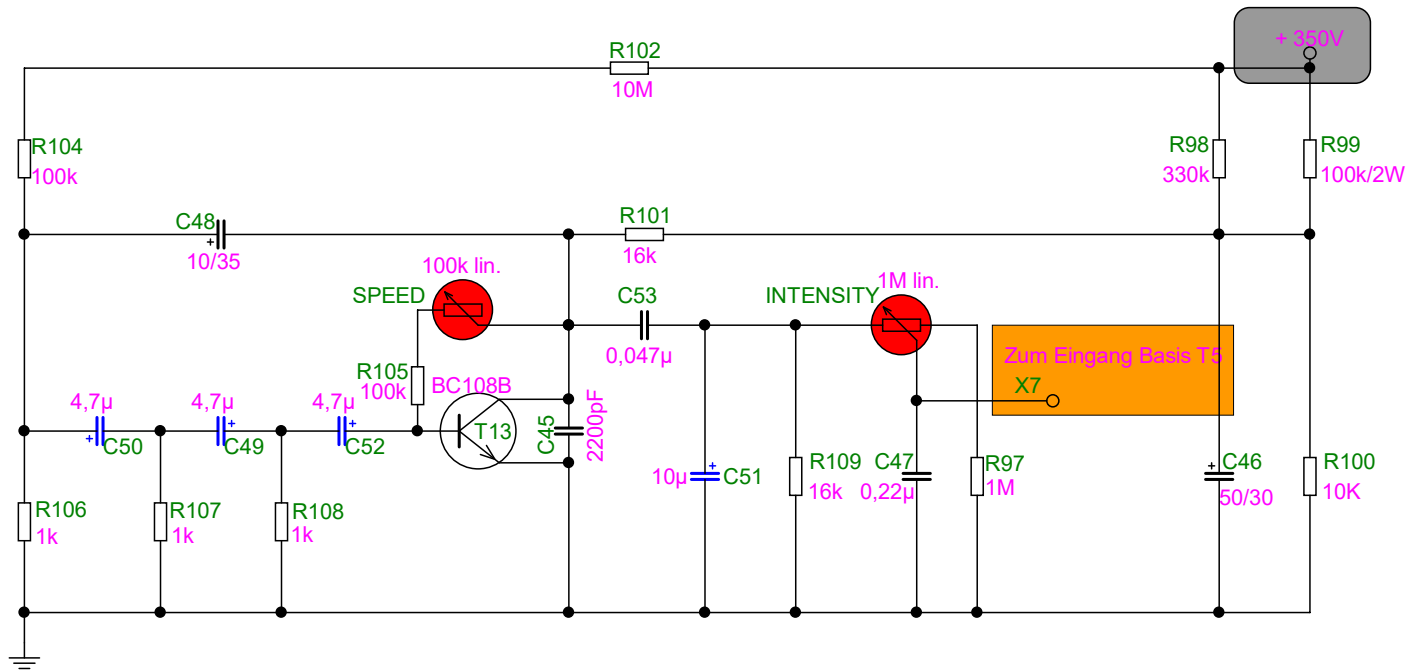 + 350V
R102
10M
R104
100k
R98
330k
R99
100k/2W
C48
+
10/35
R101
16k
100k lin.
SPEED
C53
0,047µ
INTENSITY
1M lin.
Zum Eingang Basis T5
X7
R105
100k
BC108B
T13
C45
2200pF
4,7µ
+
C50
4,7µ
+
C49
4,7µ
+
C52
10µ
+
C51
R109
16k
C47
0,22µ
R97
1M
+
C46
50/30
R100
10K
R106
1k
R107
1k
R108
1k